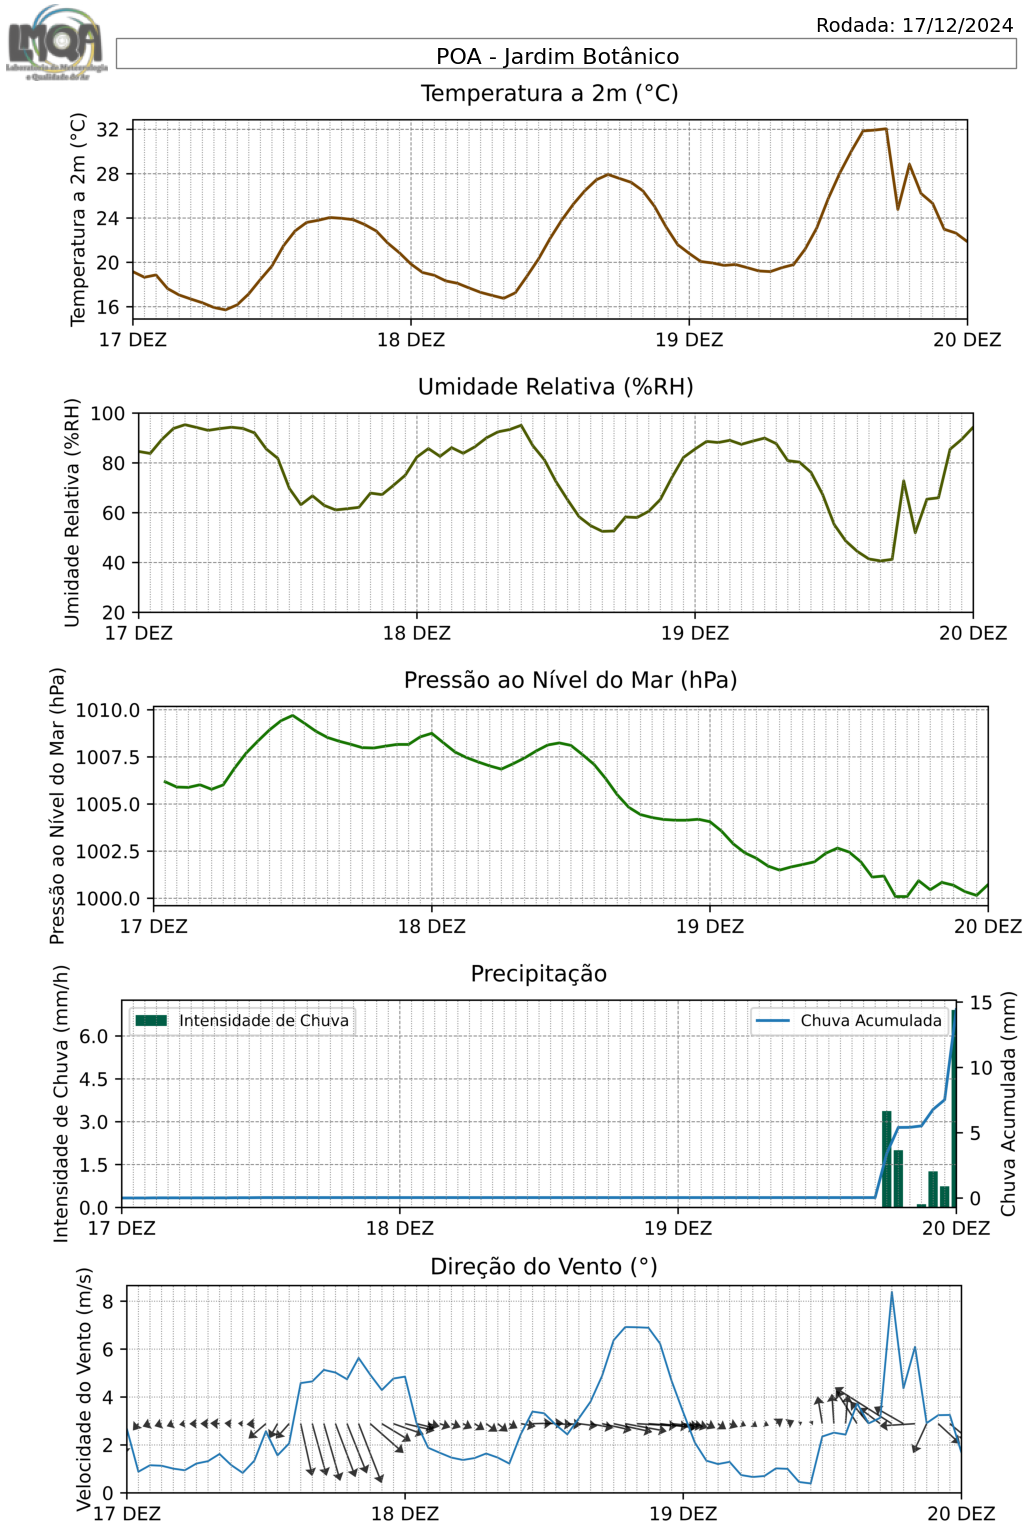 LMQA
Laboratório de Meteorologia
e Qualidade do Ar
Rodada: 17/12/2024
POA - Jardim Botânico
Temperatura a 2m (°C)
Temperatura a 2m (°C)
32
28
24
20
16
17 DEZ 18 DEZ 19 DEZ 20 DEZ
Umidade Relativa (%RH)
Umidade Relativa (%RH)
100
80
60
40
20
17 DEZ 18 DEZ 19 DEZ 20 DEZ
Pressão ao Nível do Mar (hPa)
Pressão ao Nível do Mar (hPa)
1010.0
1007.5
1005.0
1002.5
1000.0
17 DEZ 18 DEZ 19 DEZ 20 DEZ
Precipitação
Intensidade de Chuva (mm/h)
6.0
4.5
3.0
1.5
0.0
Intensidade de Chuva
Chuva Acumulada
15
10
5
0
Chuva Acumulada (mm)
17 DEZ 18 DEZ 19 DEZ 20 DEZ
Direção do Vento (°)
Velocidade do Vento (m/s)
8
6
4
2
0
17 DEZ 18 DEZ 19 DEZ 20 DEZ